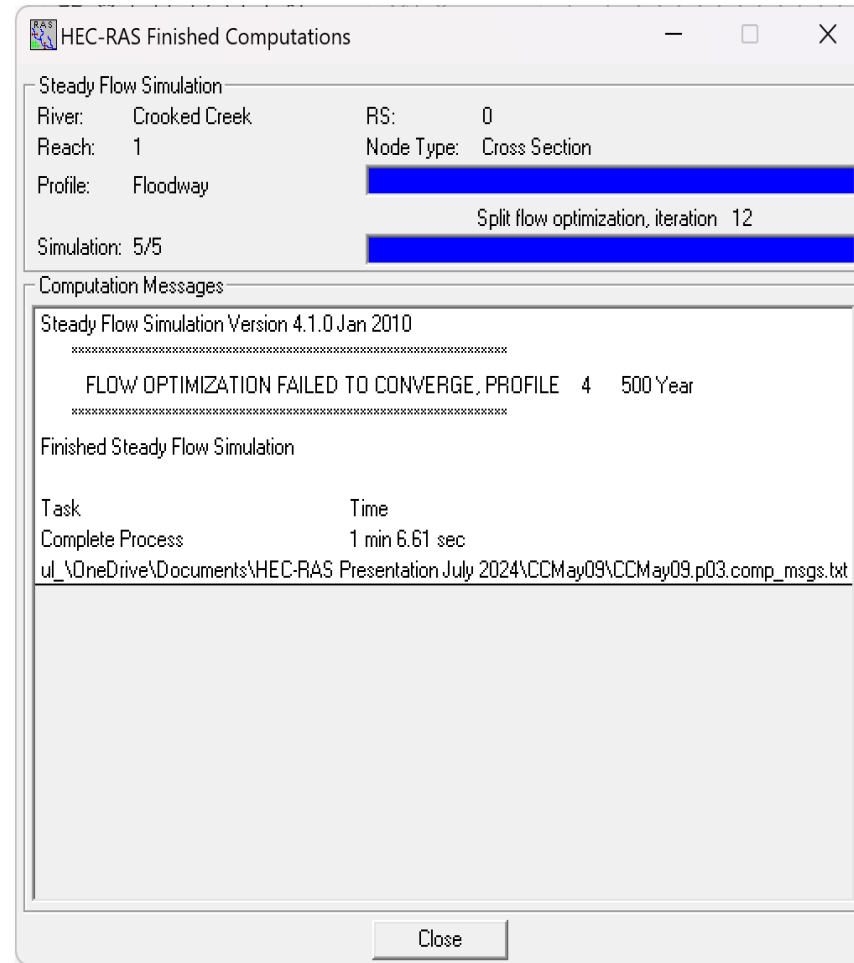 RAS
HEC-RAS Finished Computations
Steady Flow Simulation
River: Crooked Creek RS: 0
Reach: 1 Node Type: Cross Section
Profile: Floodway
Split flow optimization, iteration 12
Simulation: 5/5
Computation Messages
Steady Flow Simulation Version 4.1.0 Jan 2010
FLOW OPTIMIZATION FAILED TO CONVERGE, PROFILE 4 500 Year
Finished Steady Flow Simulation
Task Time
Complete Process 1 min 6.61 sec
ul_\OneDrive\Documents\HEC-RAS Presentation July 2024\CCMay09\CCMay09.p03.comp_msgs.txt
Close